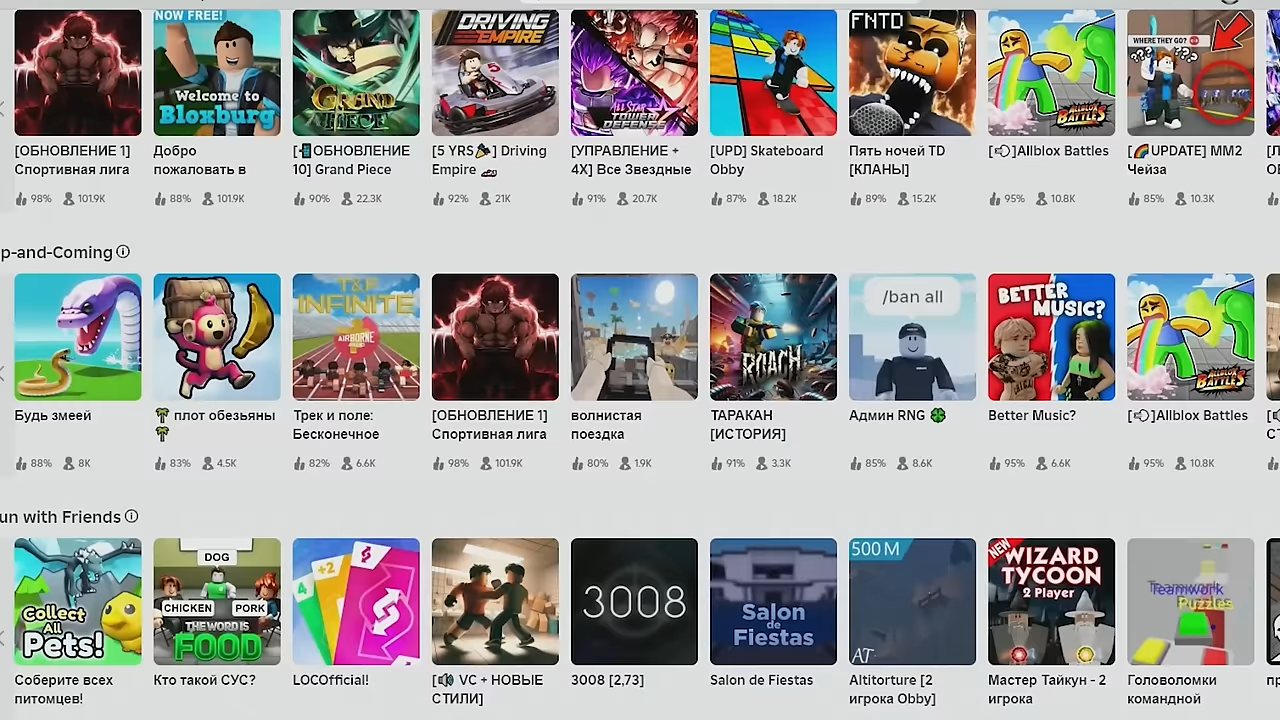 NOW FREE!
Welcome to
Bloxburg
GRAND
PIECE
DRIVING
EMPIRE
ALL STAR
TOWER
DEFENSE
FNTD
ALLBLOX
BATTLES
WHERE THEY GO?
[ОБНОВЛЕНИЕ 1]
Спортивная лига
Добро
пожаловать в
[ОБНОВЛЕНИЕ
10] Grand Piece
[5 YRS] Driving
Empire
[УПРАВЛЕНИЕ +
4X] Все Звездные
[UPD] Skateboard
Obby
Пять ночей TD
[КЛАНЫ]
[]Allblox Battles
[UPDATE] MM2
Чейза
98% 101.9K
88% 101.9K
90% 22.3K
92% 21K
91% 20.7K
87% 18.2K
89% 15.2K
95% 10.8K
85% 10.3K
p-and-Coming
T&F
INFINITE
AIRBORNE
ROACH
/ban all
BETTER
MUSIC?
ALLBLOX
BATTLES
Будь змеей
плот обезьяны
Трек и поле:
Бесконечное
[ОБНОВЛЕНИЕ 1]
Спортивная лига
волнистая
поездка
ТАРАКАН
[ИСТОРИЯ]
Админ RNG
Better Music?
[]Allblox Battles
88% 8K
83% 4.5K
82% 6.6K
98% 101.9K
80% 1.9K
91% 3.3K
85% 8.6K
95% 6.6K
95% 10.8K
un with Friends
Collect
All
Pets!
DOG
CHICKEN
PORK
THE WORD IS
FOOD
4
+2
3008
Salon
de
Fiestas
500 M
AT
NEW
WIZARD
TYCOON
2 Player
Teamwork
Puzzles
Соберите всех
питомцев!
Кто такой СУС?
LOCOfficial!
[VC + НОВЫЕ
СТИЛИ]
3008 [2,73]
Salon de Fiestas
Altitorture [2
игрока Obby]
Мастер Тайкун - 2
игрока
Головоломки
командной